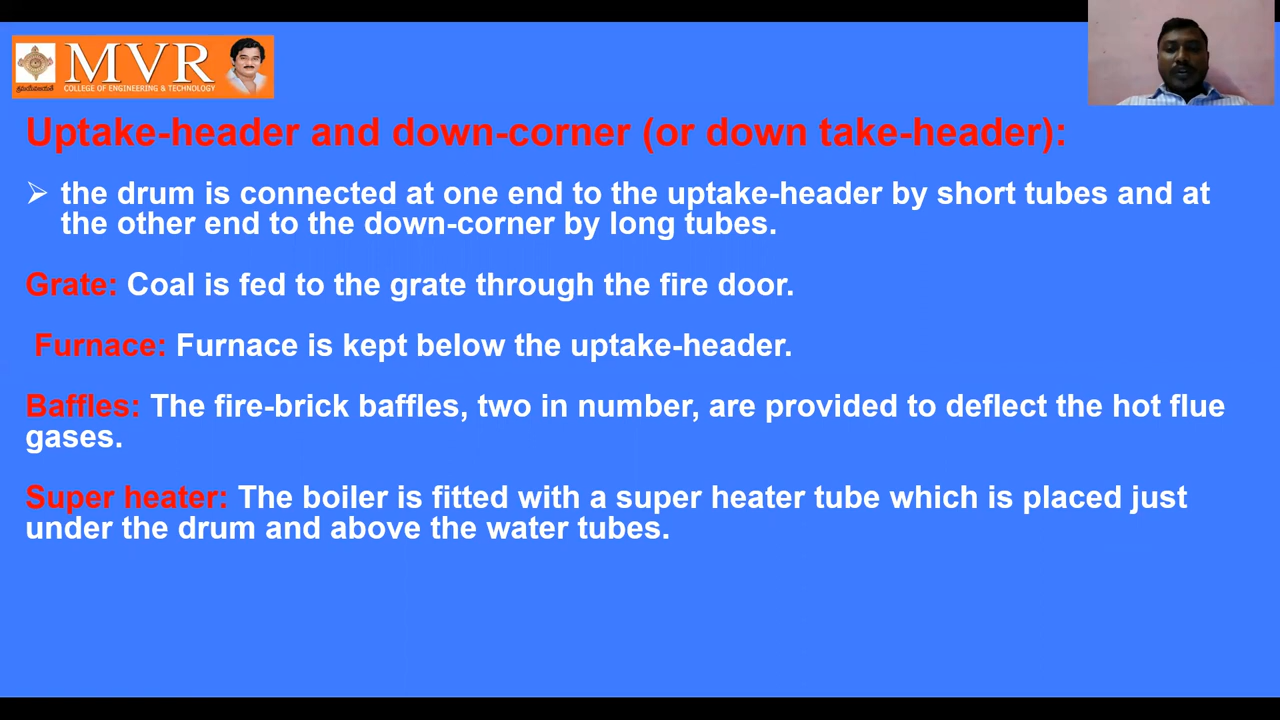 MVR
COLLEGE OF ENGINEERING & TECHNOLOGY
Uptake-header and down-corner (or down take-header):
➢ the drum is connected at one end to the uptake-header by short tubes and at
the other end to the down-corner by long tubes.
Grate: Coal is fed to the grate through the fire door.
Furnace: Furnace is kept below the uptake-header.
Baffles: The fire-brick baffles, two in number, are provided to deflect the hot flue
gases.
Super heater: The boiler is fitted with a super heater tube which is placed just
under the drum and above the water tubes.